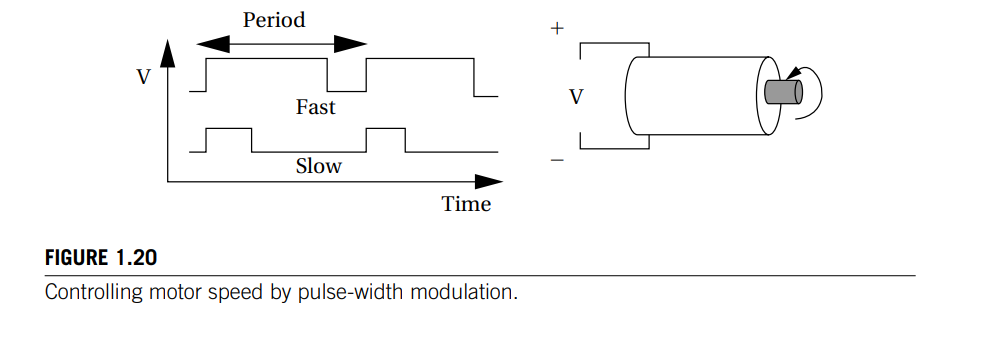 Period
V
Fast
Slow
Time
+
V
−
FIGURE 1.20
Controlling motor speed by pulse-width modulation.